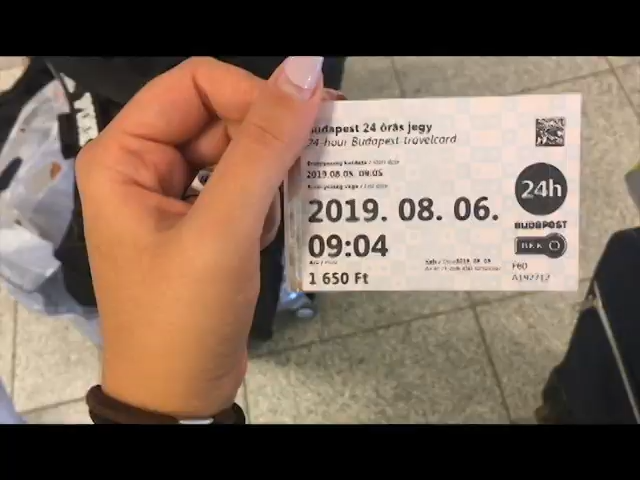 Budapest 24 órás jegy
24-hour Budapest-travelcard
2019.08.05. 09:05
2019. 08. 06.
09:04
1 650 Ft
24h
BUDAPEST
BKK
F60